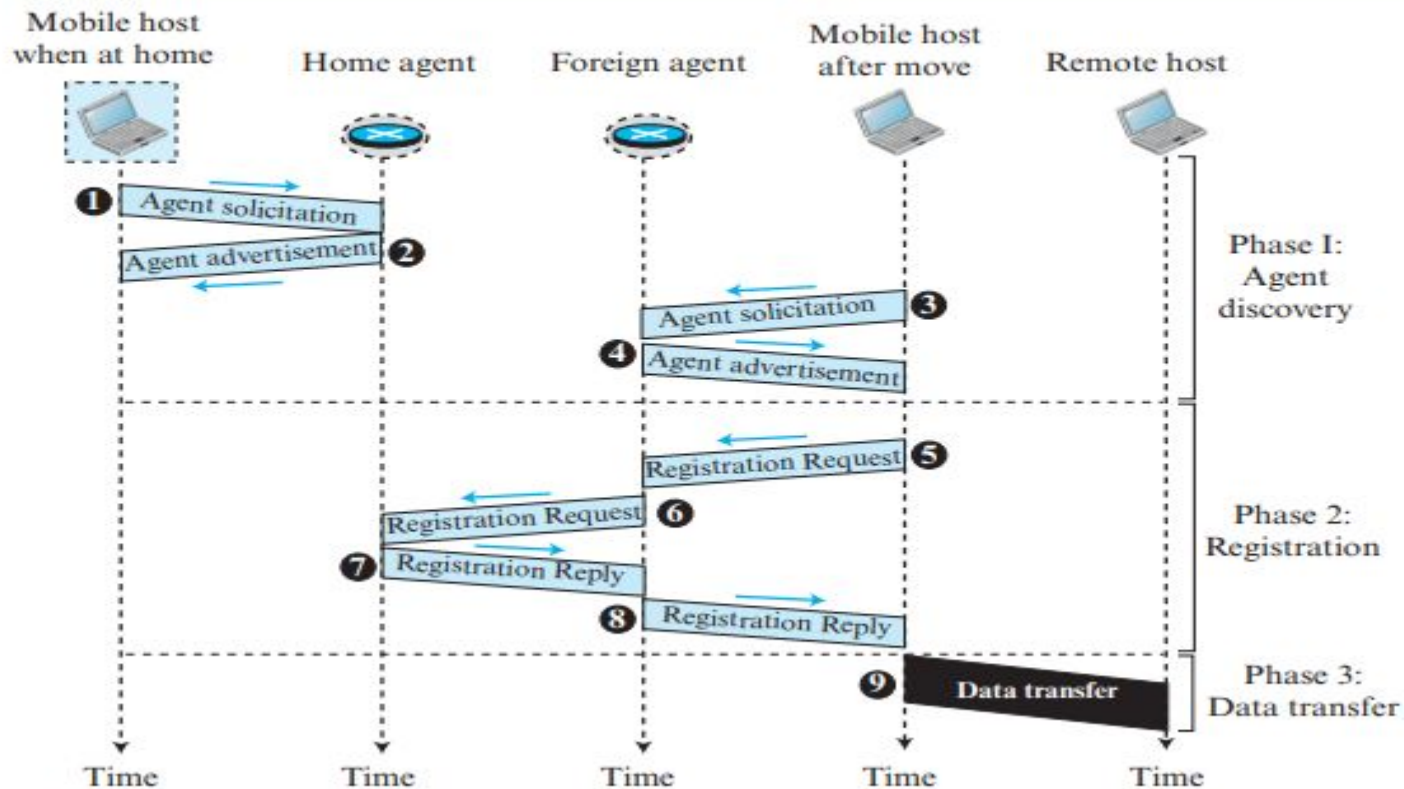 Mobile host
when at home
Home agent
Foreign agent
Mobile host
after move
Remote host
1
Agent solicitation
Agent advertisement
2
Agent solicitation
3
4
Agent advertisement
Phase I:
Agent
discovery
Registration Request
5
Registration Request
6
7
Registration Reply
8
Registration Reply
Phase 2:
Registration
9
Data transfer
Phase 3:
Data transfer
Time
Time
Time
Time
Time